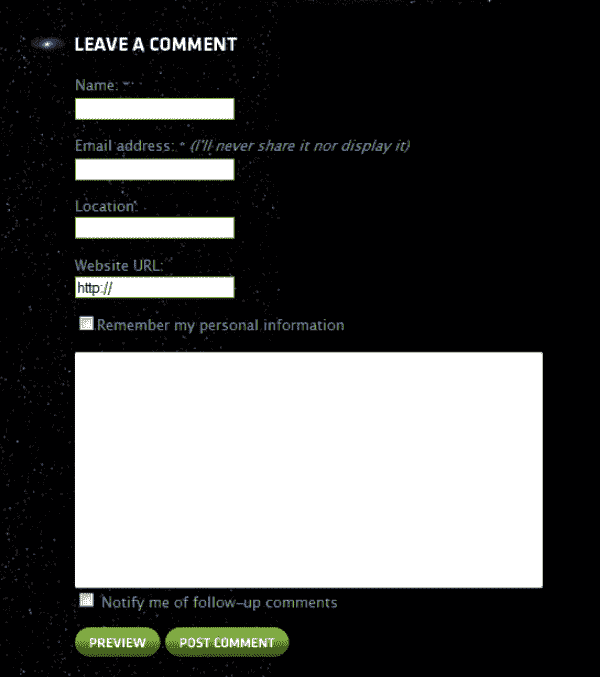 LEAVE A COMMENT
Name: *
Email address: * (I'll never share it nor display it)
Location:
Website URL:
http://
Remember my personal information
Notify me of follow-up comments
PREVIEW POST COMMENT